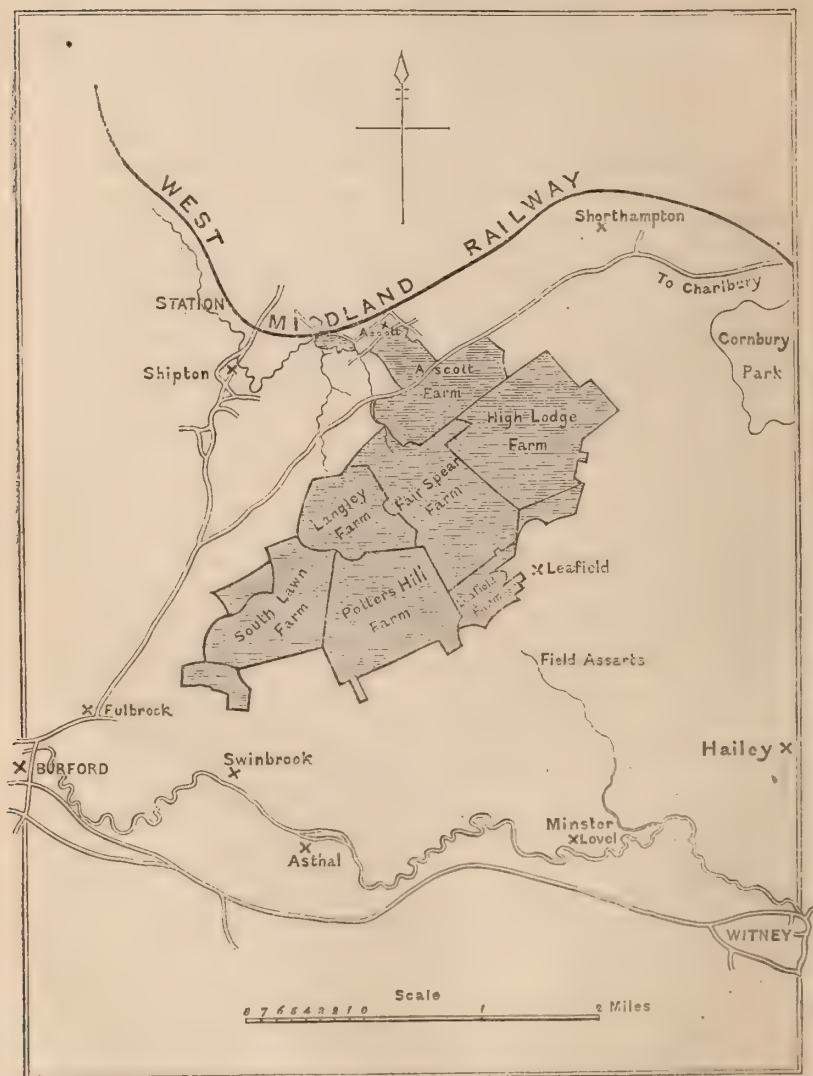 WEST MIDLAND RAILWAY
Shorthampton
To Charlbury
STATION
Cornbury
Park
Ascott
Shipton
Ascott
Farm
High Lodge
Farm
Fair Spear
Farm
Langley
Farm
Leafield
South Lawn
Farm
Potters Hill
Farm
Farm
Field Assarts
Fulbrock
Hailey
BURFORD
Swinbrook
Minster
Lovel
Asthal
WITNEY
Scale
8 7 6 5 4 3 2 1 0 1 2 Miles